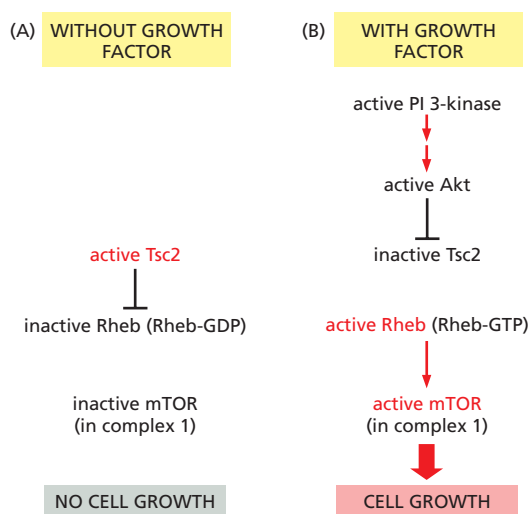 (A) WITHOUT GROWTH
FACTOR
active Tsc2
inactive Rheb (Rheb-GDP)
inactive mTOR
(in complex 1)
NO CELL GROWTH
(B) WITH GROWTH
FACTOR
active PI 3-kinase
active Akt
inactive Tsc2
active Rheb (Rheb-GTP)
active mTOR
(in complex 1)
CELL GROWTH